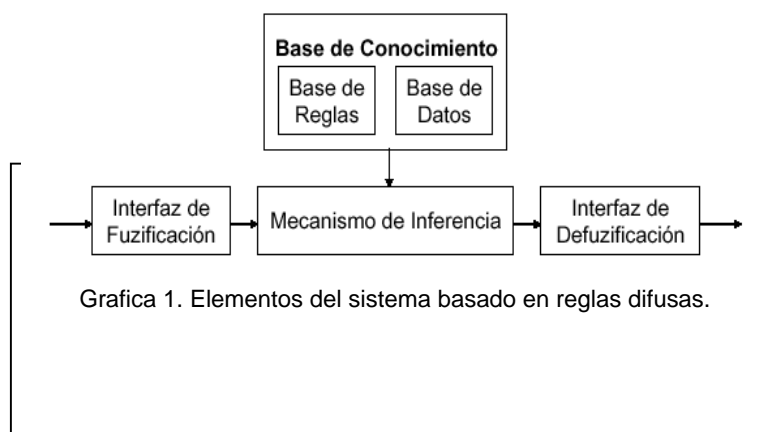 Base de Conocimiento
Base de
Reglas
Base de
Datos
Interfaz de
Fuzificación
Mecanismo de Inferencia
Interfaz de
Defuzificación
Grafica 1. Elementos del sistema basado en reglas difusas.